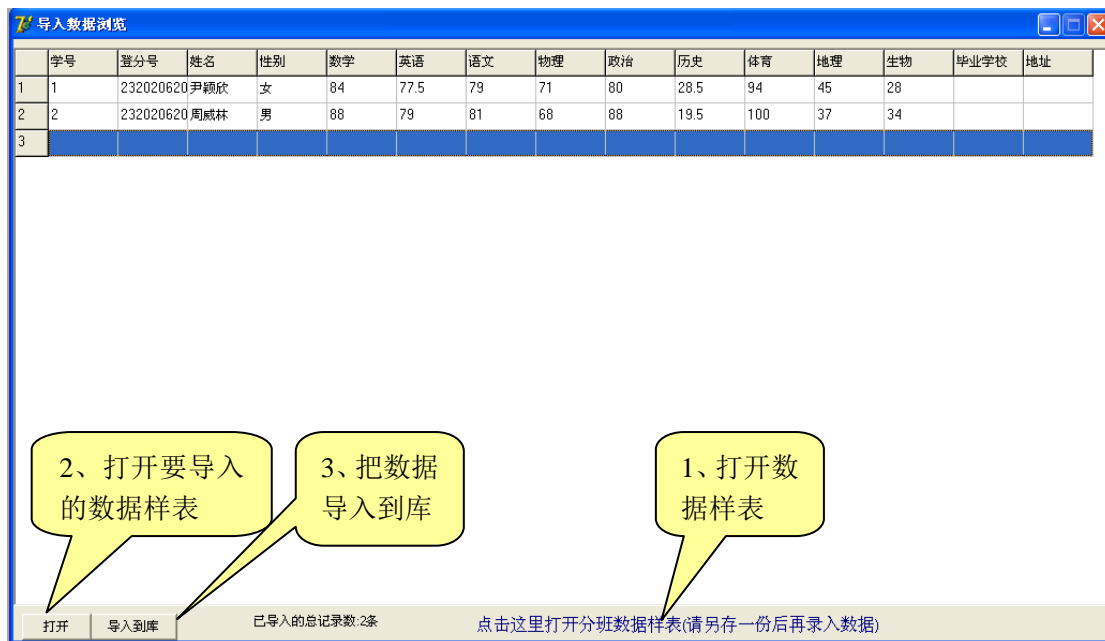 导入数据浏览
学号 登分号 姓名 性别 数学 英语 语文 物理 政治 历史 体育 地理 生物 毕业学校 地址
1 1 232020620 尹颖欣 女 84 77.5 79 71 80 28.5 94 45 28
2 2 232020620 周威林 男 88 79 81 68 88 19.5 100 37 34
3
2、打开要导入
的数据样表
3、把数据
导入到库
1、打开数
据样表
打开 导入到库 已导入的总记录数:2条 点击这里打开分班数据样表(请另存一份后再录入数据)